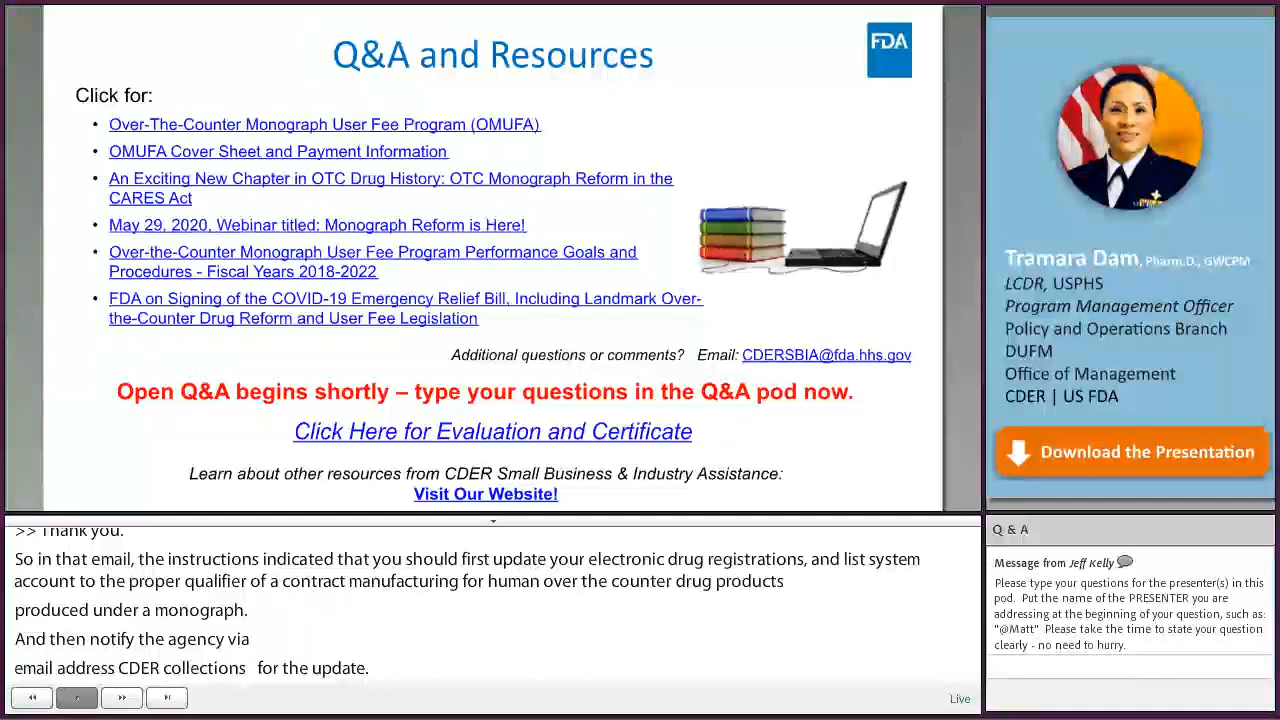 Q&A and Resources
FDA
Click for:
• Over-The-Counter Monograph User Fee Program (OMUFA)
• OMUFA Cover Sheet and Payment Information
• An Exciting New Chapter in OTC Drug History: OTC Monograph Reform in the
CARES Act
• May 29, 2020, Webinar titled: Monograph Reform is Here!
• Over-the-Counter Monograph User Fee Program Performance Goals and
Procedures - Fiscal Years 2018-2022
• FDA on Signing of the COVID-19 Emergency Relief Bill, Including Landmark Over-
the-Counter Drug Reform and User Fee Legislation
Additional questions or comments? Email: CDERSBIA@fda.hhs.gov
Open Q&A begins shortly – type your questions in the Q&A pod now.
Click Here for Evaluation and Certificate
Learn about other resources from CDER Small Business & Industry Assistance:
Visit Our Website!
Tramara Dam, Pharm.D., GWCPM
LCDR, USPHS
Program Management Officer
Policy and Operations Branch
DUFM
Office of Management
CDER | US FDA
Download the Presentation
>> Thank you.
So in that email, the instructions indicated that you should first update your electronic drug registrations, and list system
account to the proper qualifier of a contract manufacturing for human over the counter drug products
produced under a monograph.
And then notify the agency via
email address CDER collections for the update.
Live
Q & A
Message from Jeff Kelly
Please type your questions for the presenter(s) in this
pod. Put the name of the PRESENTER you are
addressing at the beginning of your question, such as:
"@Matt" Please take the time to state your question
clearly - no need to hurry.